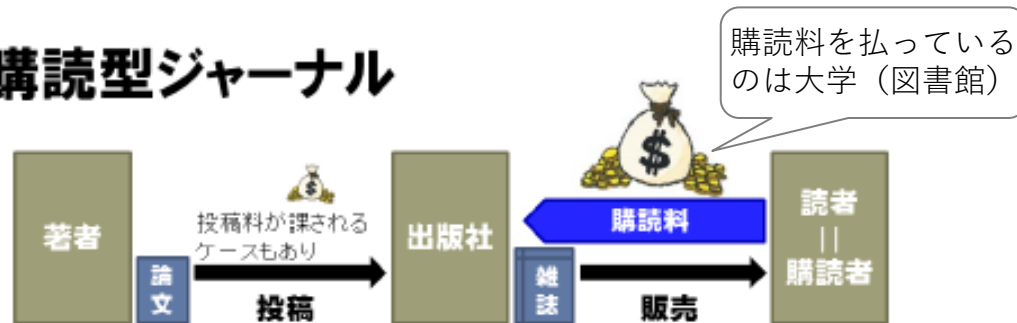 購読型ジャーナル
購読料を払っている
のは大学（図書館）
$
$
著者
論文
投稿料が課される
ケースもあり
投稿
出版社
購読料
雑誌
販売
読者
||
購読者